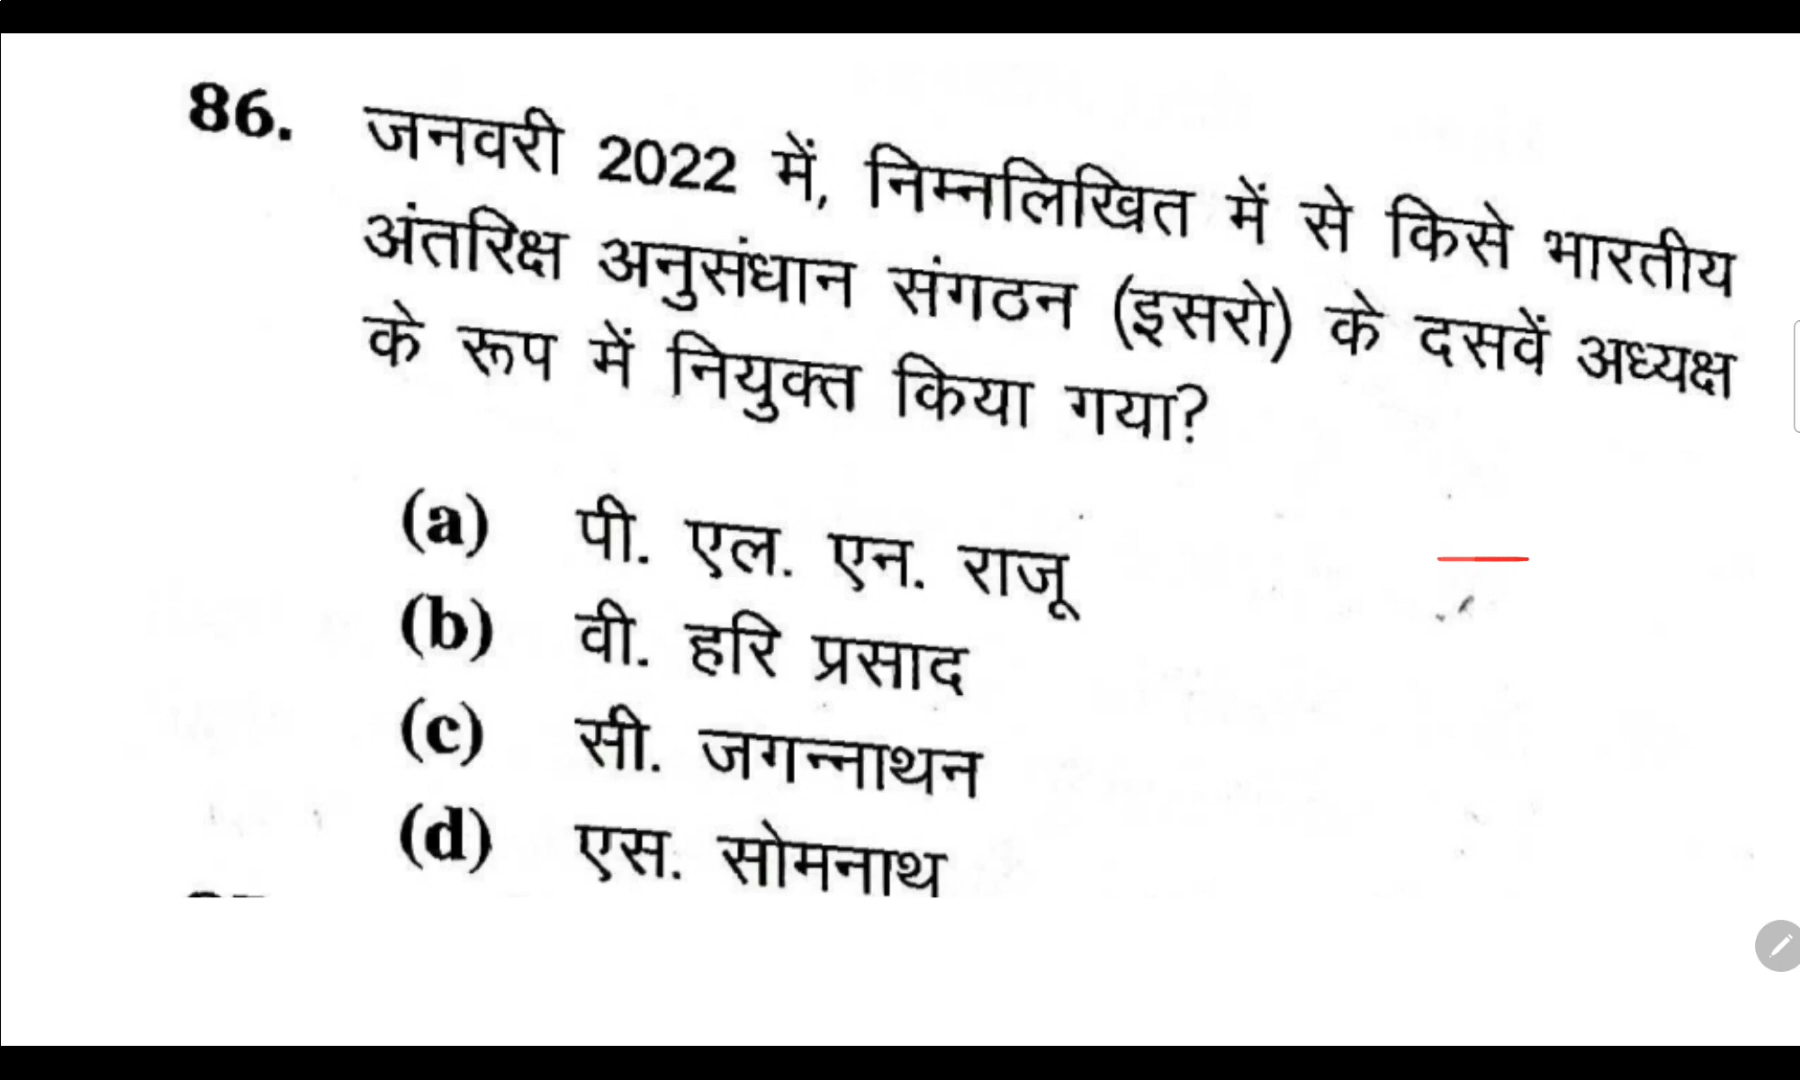 86. जनवरी 2022 में, निम्नलिखित में से किसे भारतीय
अंतरिक्ष अनुसंधान संगठन (इसरो) के दसवें अध्यक्ष
के रूप में नियुक्त किया गया?
(a) पी. एल. एन. राजू
(b) वी. हरि प्रसाद
(c) सी. जगन्नाथन
(d) एस. सोमनाथ